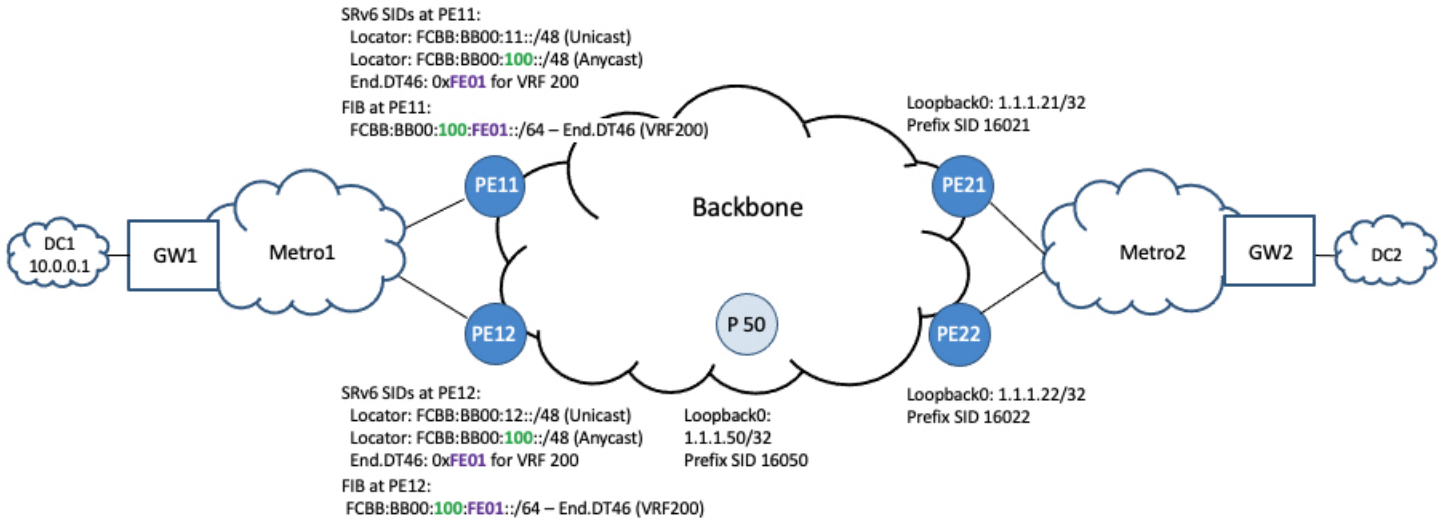 SRv6 SIDs at PE11:
Locator: FCBB:BB00:11::/48 (Unicast)
Locator: FCBB:BB00:100::/48 (Anycast)
End.DT46: 0xFE01 for VRF 200
FIB at PE11:
FCBB:BB00:100:FE01::/64 – End.DT46 (VRF200)
Loopback0: 1.1.1.21/32
Prefix SID 16021
PE11
PE21
Backbone
DC1
10.0.0.1
GW1
Metro1
Metro2
GW2
DC2
P 50
PE12
PE22
SRv6 SIDs at PE12:
Locator: FCBB:BB00:12::/48 (Unicast)
Locator: FCBB:BB00:100::/48 (Anycast)
End.DT46: 0xFE01 for VRF 200
FIB at PE12:
FCBB:BB00:100:FE01::/64 – End.DT46 (VRF200)
Loopback0:
1.1.1.50/32
Prefix SID 16050
Loopback0: 1.1.1.22/32
Prefix SID 16022